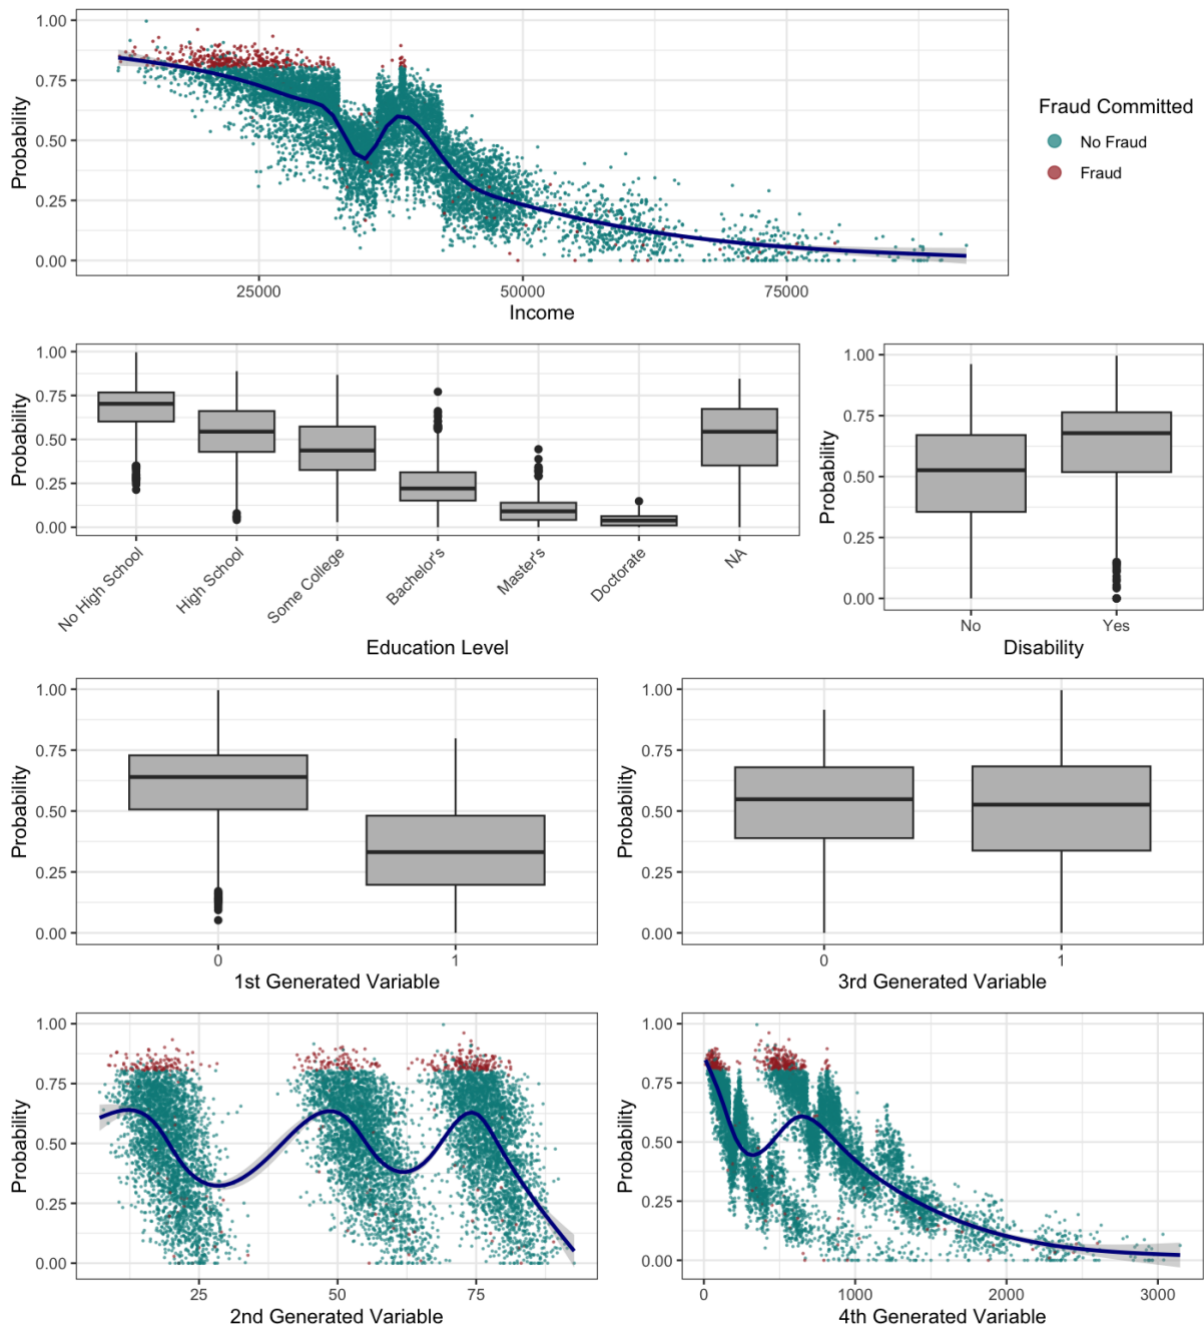 1.00
0.75
0.50
0.25
0.00
Probability
25000 50000 75000
Income
Fraud Committed
No Fraud
Fraud
1.00
0.75
0.50
0.25
0.00
Probability
No High School
High School
Some College
Bachelor's
Master's
Doctorate
NA
Education Level
1.00
0.75
0.50
0.25
0.00
Probability
No Yes
Disability
1.00
0.75
0.50
0.25
0.00
Probability
0 1
1st Generated Variable
1.00
0.75
0.50
0.25
0.00
Probability
0 1
3rd Generated Variable
1.00
0.75
0.50
0.25
0.00
Probability
25 50 75
2nd Generated Variable
1.00
0.75
0.50
0.25
0.00
Probability
0 1000 2000 3000
4th Generated Variable